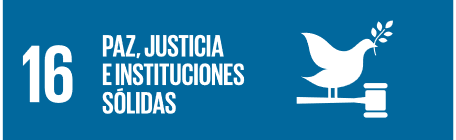 16
PAZ, JUSTICIA
E INSTITUCIONES
SÓLIDAS